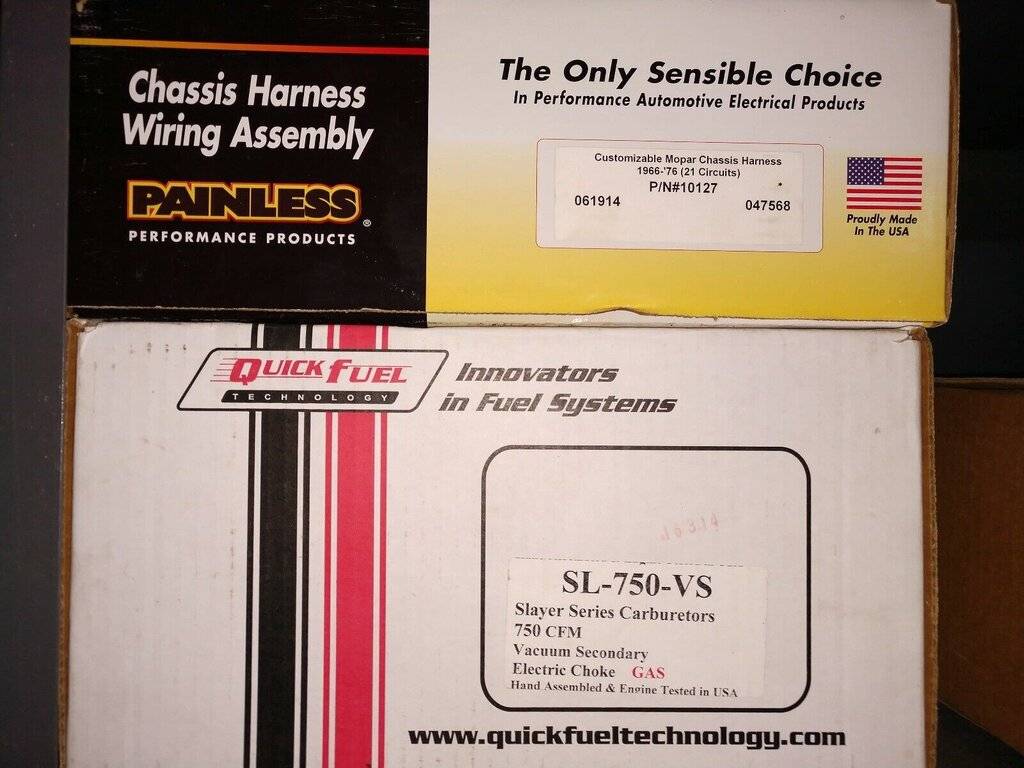 Chassis Harness
Wiring Assembly
PAINLESS®
PERFORMANCE PRODUCTS
The Only Sensible Choice
In Performance Automotive Electrical Products
Customizable Mopar Chassis Harness
1966-'76 (21 Circuits)
P/N#10127
061914 047568
Proudly Made
In The USA
QUICK FUEL
TECHNOLOGY
Innovators
in Fuel Systems
SL-750-VS
Slayer Series Carburetors
750 CFM
Vacuum Secondary
Electric Choke GAS
Hand Assembled & Engine Tested in USA
www.quickfueltechnology.com